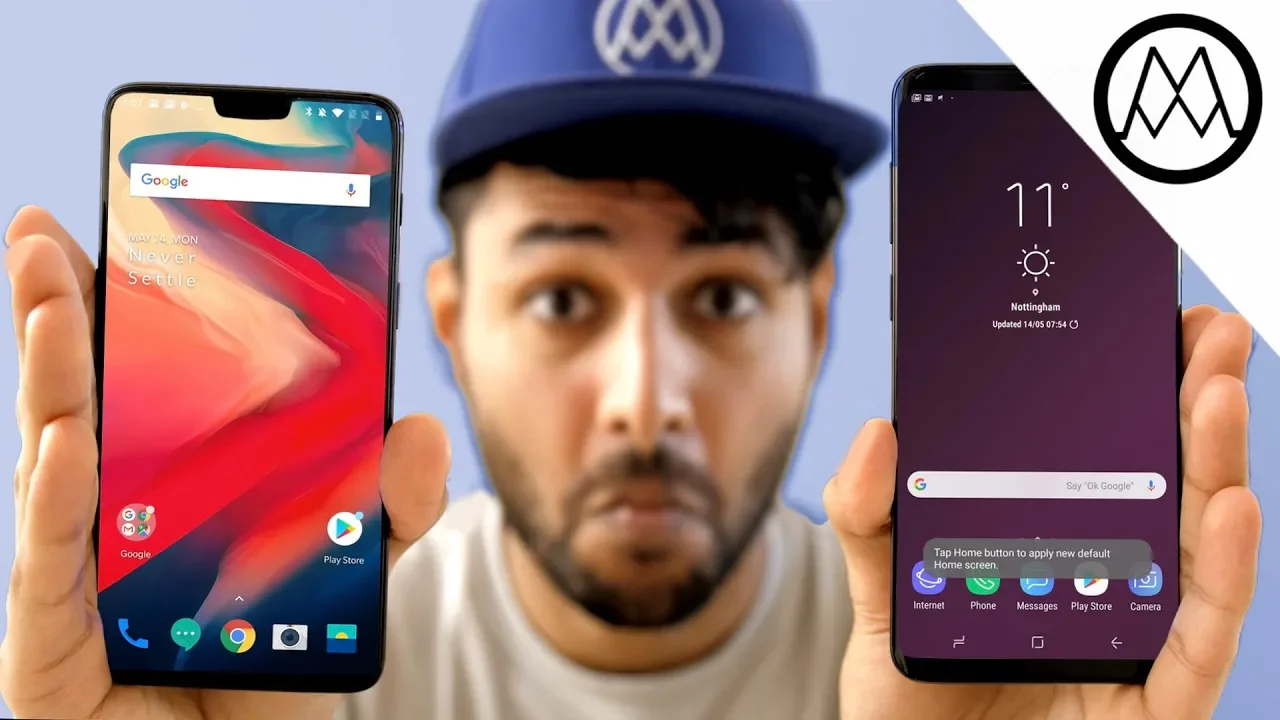 Google
MAY 14, MON
Never
Settle
Google
Play Store
11°
Nottingham
Updated 14/05 07:54
Say "Ok Google"
Tap Home button to apply new default
Home screen.
Internet
Phone
Messages
Play Store
Camera